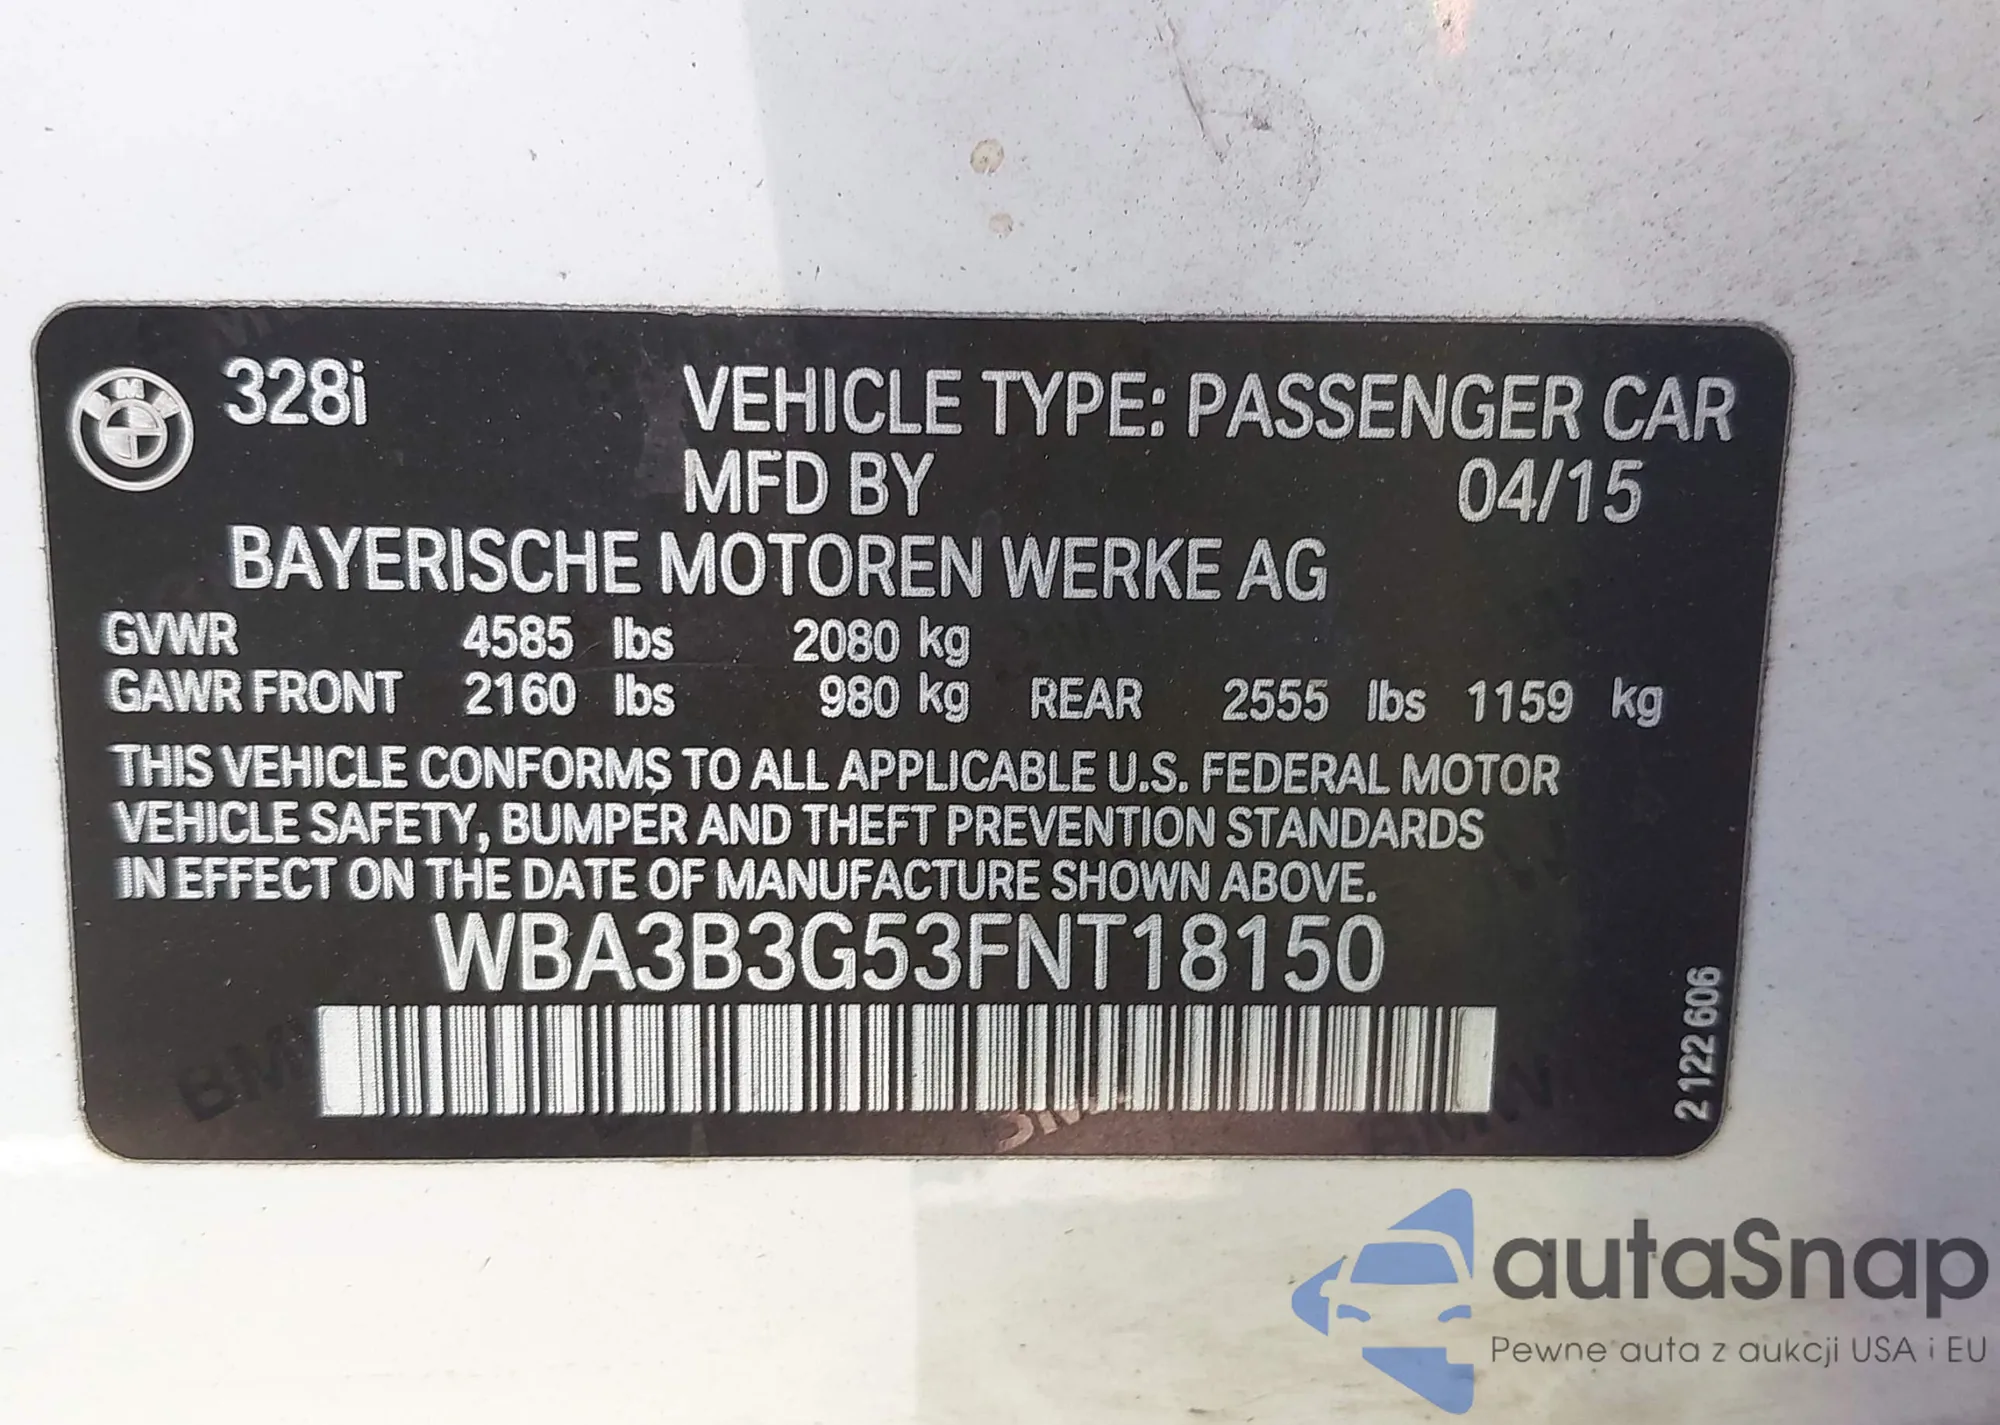 BMW 328i VEHICLE TYPE: PASSENGER CAR
MFD BY 04/15
BAYERISCHE MOTOREN WERKE AG
GVWR 4585 lbs 2080 kg
GAWR FRONT 2160 lbs 980 kg REAR 2555 lbs 1159 kg
THIS VEHICLE CONFORMS TO ALL APPLICABLE U.S. FEDERAL MOTOR
VEHICLE SAFETY, BUMPER AND THEFT PREVENTION STANDARDS
IN EFFECT ON THE DATE OF MANUFACTURE SHOWN ABOVE.
WBA3B3G53FNT18150
2 122 606
autaSnap
Pewne auta z aukcji USA i EU